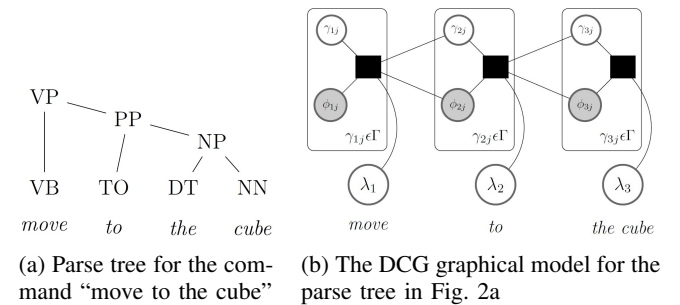 VP
PP
NP
VB TO DT NN
move to the cube
(a) Parse tree for the com-
mand “move to the cube”
γ1j γ2j γ3j
ϕ1j ϕ2j ϕ3j
γ1jϵΓ γ2jϵΓ γ3jϵΓ
λ1 λ2 λ3
move to the cube
(b) The DCG graphical model for the
parse tree in Fig. 2a